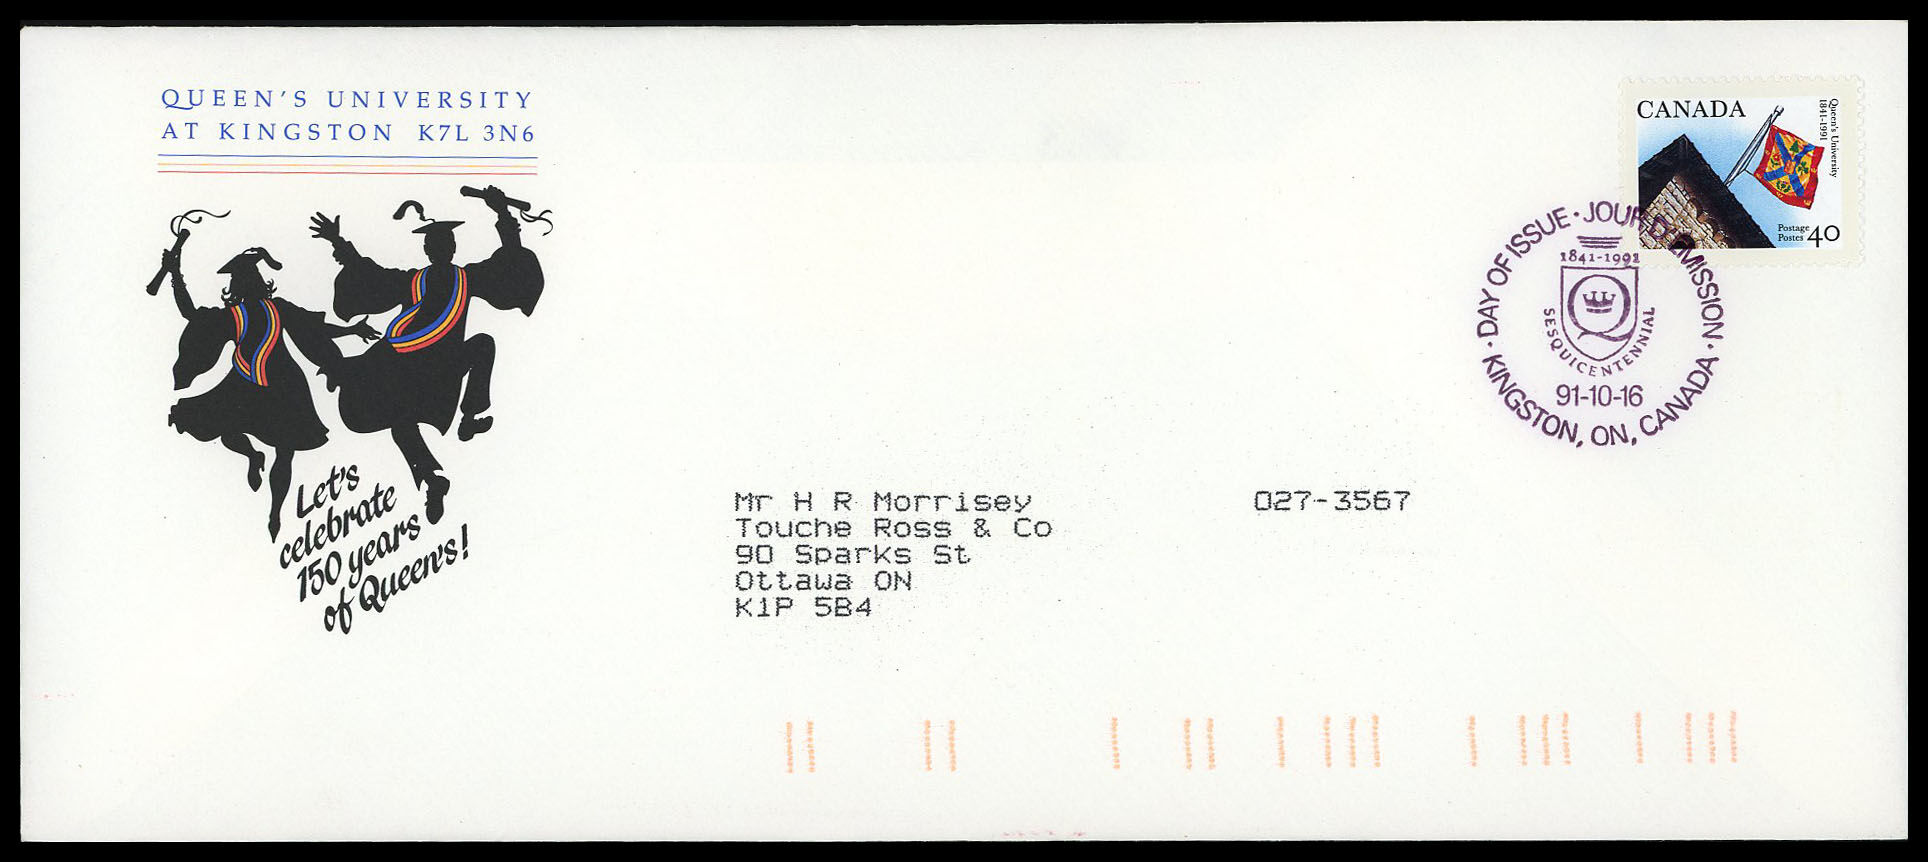 QUEEN'S UNIVERSITY
AT KINGSTON K7L 3N6
Let's
celebrate
150 years
of Queen's!
CANADA
Queen's University
1841-1991
Postage
Postes 40
· DAY OF ISSUE · JOUR D'ÉMISSION ·
1841-1991
Q
SESQUICENTENNIAL
91-10-16
KINGSTON, ON, CANADA
Mr H R Morrisey 027-3567
Touche Ross & Co
90 Sparks St
Ottawa ON
K1P 5B4